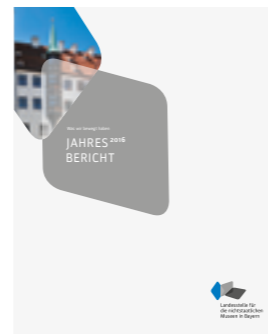 Was wir bewegt haben
JAHRES 2016
BERICHT
Landesstelle für
die nichtstaatlichen
Museen in Bayern